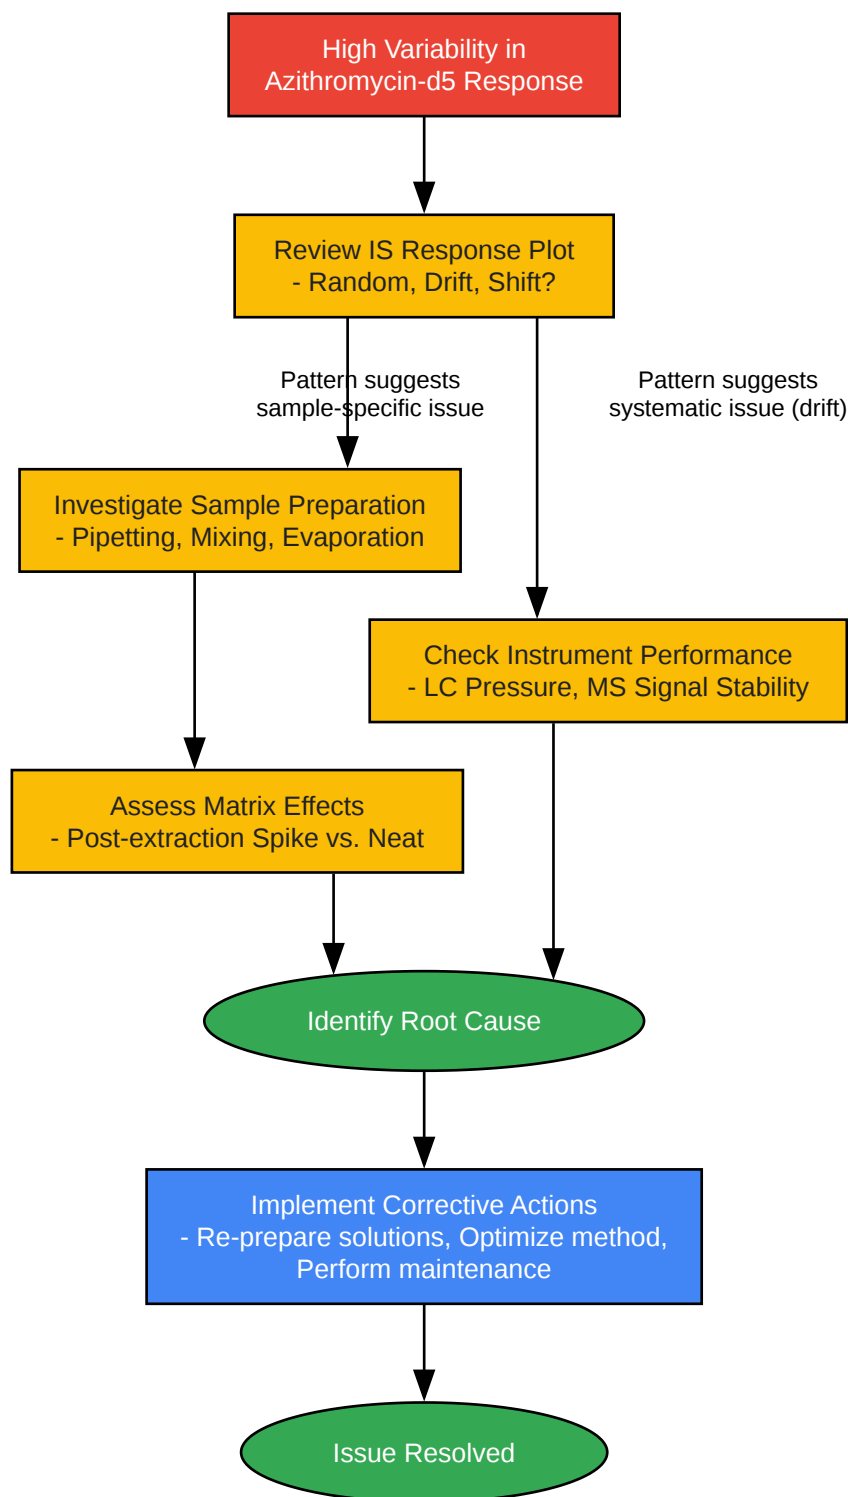 High Variability in
Azithromycin-d5 Response
Review IS Response Plot
- Random, Drift, Shift?
Pattern suggests
sample-specific issue
Pattern suggests
systematic issue (drift)
Investigate Sample Preparation
- Pipetting, Mixing, Evaporation
Check Instrument Performance
- LC Pressure, MS Signal Stability
Assess Matrix Effects
- Post-extraction Spike vs. Neat
Identify Root Cause
Implement Corrective Actions
- Re-prepare solutions, Optimize method,
Perform maintenance
Issue Resolved